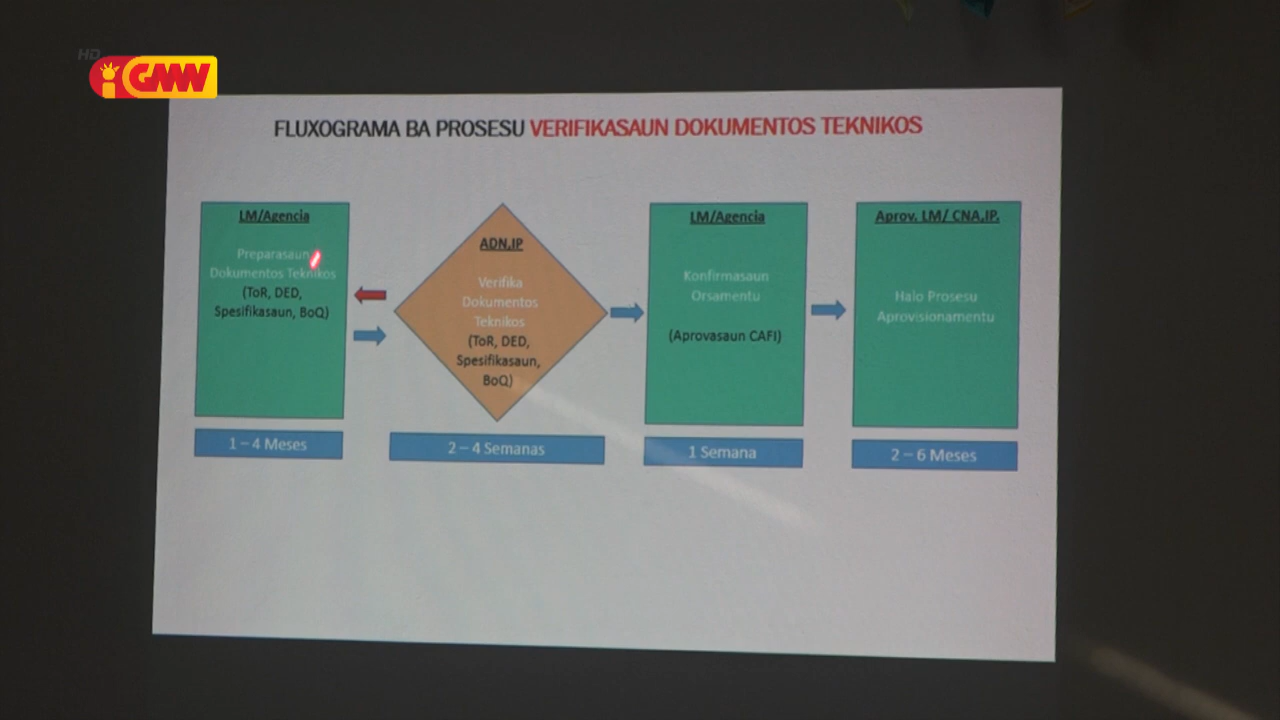 HD
GMN
FLUXOGRAMA BA PROSESU VERIFIKASAUN DOKUMENTOS TEKNIKOS
LM/Agencia
Preparasaun
Dokumentos Teknikos
(ToR, DED,
Spesifikasaun, BoQ)
1 – 4 Meses
ADN,IP
Verifika
Dokumentos
Teknikos
(ToR, DED,
Spesifikasaun,
BoQ)
2 – 4 Semanas
LM/Agencia
Konfirmasaun
Orsamentu
(Aprovasaun CAFI)
1 Semana
Aprov. LM/ CNA,IP.
Halo Prosesu
Aprovisionamentu
2 – 6 Meses